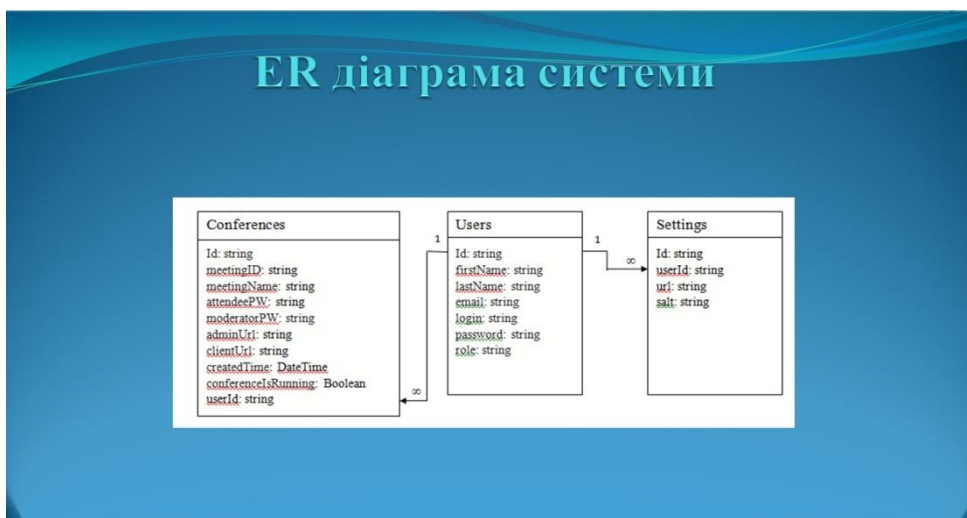 ER діаграма системи
Conferences
Id: string
meetingID: string
meetingName: string
attendeePW: string
moderatorPW: string
adminUrl: string
clientUrl: string
createdTime: DateTime
conferenceIsRunning: Boolean
userId: string
1
∞
Users
Id: string
firstName: string
lastName: string
email: string
login: string
password: string
role: string
1
∞
Settings
Id: string
userId: string
url: string
salt: string